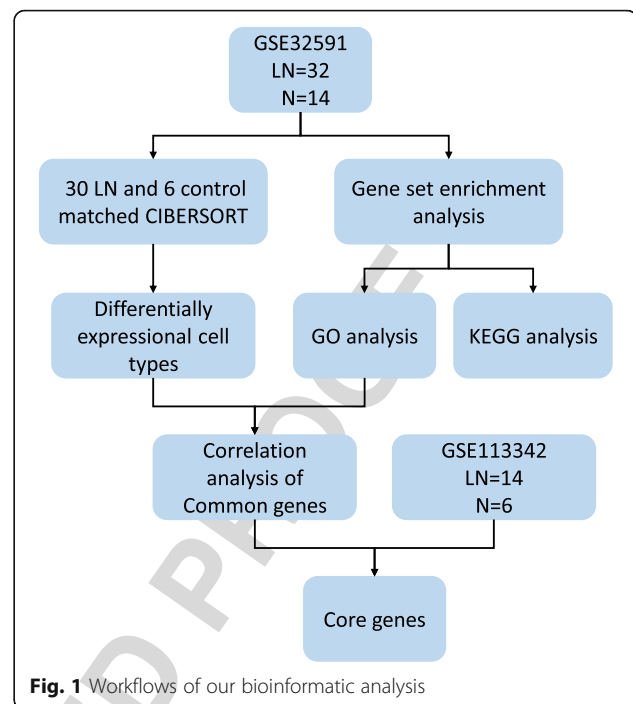 GSE32591
LN=32
N=14
30 LN and 6 control
matched CIBERSORT
Gene set enrichment
analysis
Differentially
expressional cell
types
GO analysis
KEGG analysis
Correlation
analysis of
Common genes
GSE113342
LN=14
N=6
Core genes
Fig. 1 Workflows of our bioinformatic analysis